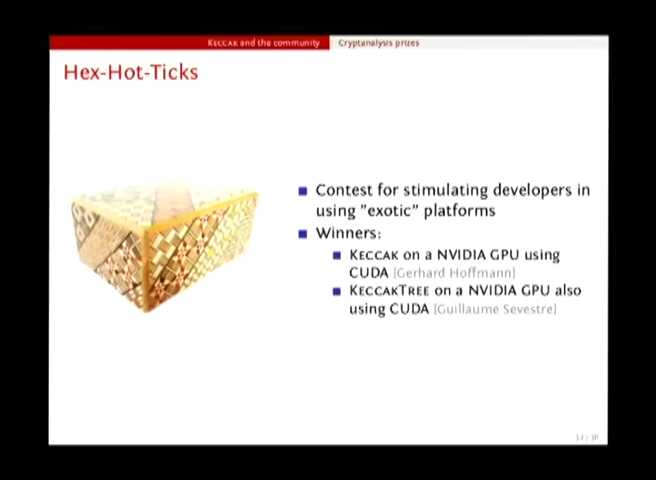 KECCAK and the community
Cryptanalysis prizes
Hex-Hot-Ticks
Contest for stimulating developers in
using "exotic" platforms
Winners:
KECCAK on a NVIDIA GPU using
CUDA [Gerhard Hoffmann]
KECCAKTREE on a NVIDIA GPU also
using CUDA [Guillaume Sevestre]